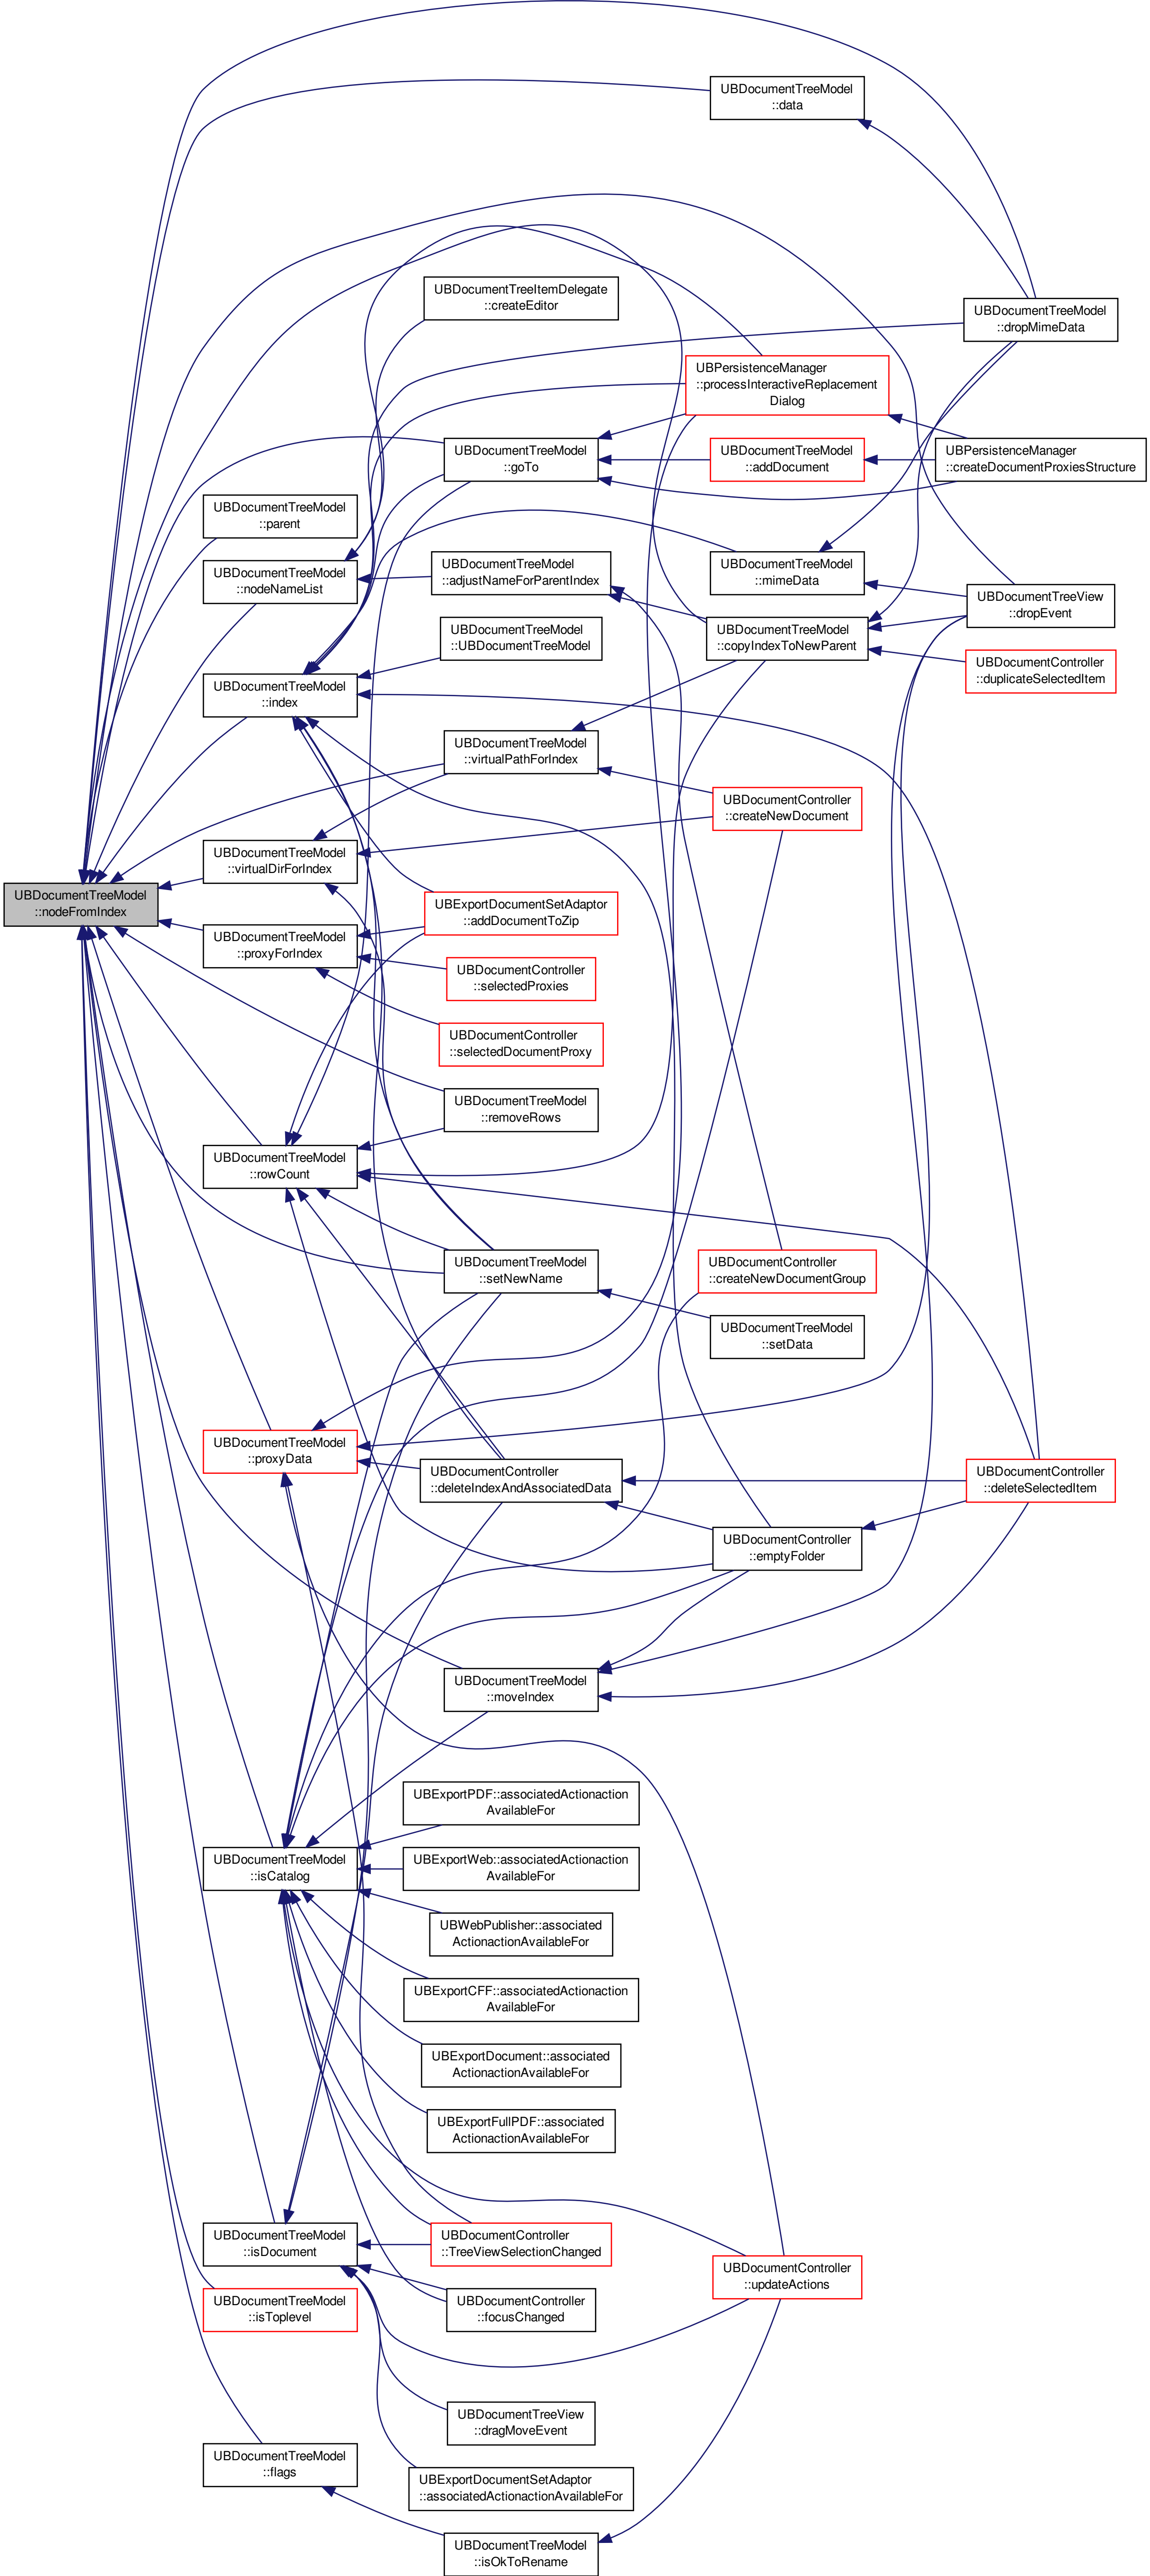 UBDocumentTreeModel
::data
UBDocumentTreeItemDelegate
::createEditor
UBDocumentTreeModel
::dropMimeData
UBPersistenceManager
::processInteractiveReplacement
Dialog
UBDocumentTreeModel
::goTo
UBDocumentTreeModel
::addDocument
UBPersistenceManager
::createDocumentProxiesStructure
UBDocumentTreeModel
::parent
UBDocumentTreeModel
::nodeNameList
UBDocumentTreeModel
::adjustNameForParentIndex
UBDocumentTreeModel
::mimeData
UBDocumentTreeView
::dropEvent
UBDocumentTreeModel
::UBDocumentTreeModel
UBDocumentTreeModel
::copyIndexToNewParent
UBDocumentController
::duplicateSelectedItem
UBDocumentTreeModel
::index
UBDocumentTreeModel
::virtualPathForIndex
UBDocumentController
::createNewDocument
UBDocumentTreeModel
::virtualDirForIndex
UBDocumentTreeModel
::nodeFromIndex
UBExportDocumentSetAdaptor
::addDocumentToZip
UBDocumentTreeModel
::proxyForIndex
UBDocumentController
::selectedProxies
UBDocumentController
::selectedDocumentProxy
UBDocumentTreeModel
::removeRows
UBDocumentTreeModel
::rowCount
UBDocumentTreeModel
::setNewName
UBDocumentController
::createNewDocumentGroup
UBDocumentTreeModel
::setData
UBDocumentTreeModel
::proxyData
UBDocumentController
::deleteIndexAndAssociatedData
UBDocumentController
::deleteSelectedItem
UBDocumentController
::emptyFolder
UBDocumentTreeModel
::moveIndex
UBExportPDF::associatedActionaction
AvailableFor
UBDocumentTreeModel
::isCatalog
UBExportWeb::associatedActionaction
AvailableFor
UBWebPublisher::associated
ActionactionAvailableFor
UBExportCFF::associatedActionaction
AvailableFor
UBExportDocument::associated
ActionactionAvailableFor
UBExportFullPDF::associated
ActionactionAvailableFor
UBDocumentTreeModel
::isDocument
UBDocumentController
::TreeViewSelectionChanged
UBDocumentController
::updateActions
UBDocumentTreeModel
::isToplevel
UBDocumentController
::focusChanged
UBDocumentTreeView
::dragMoveEvent
UBDocumentTreeModel
::flags
UBExportDocumentSetAdaptor
::associatedActionactionAvailableFor
UBDocumentTreeModel
::isOkToRename